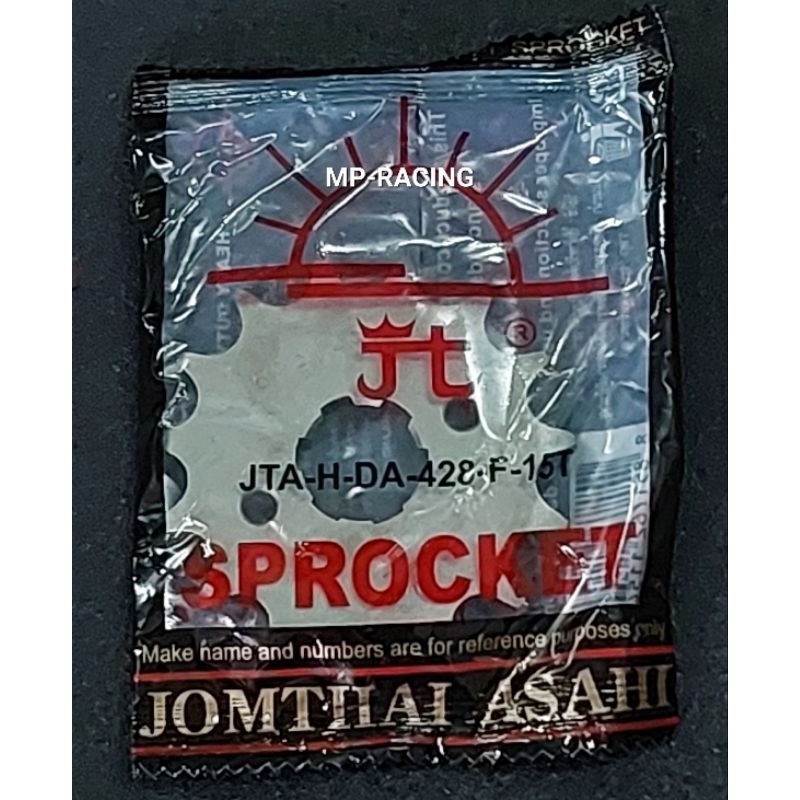 SPROCKET
MP-RACING
Jt ®
JTA-H-DA-428-F-15T
SPROCKET
Make name and numbers are for reference purposes only
JOMTHAI ASAHI